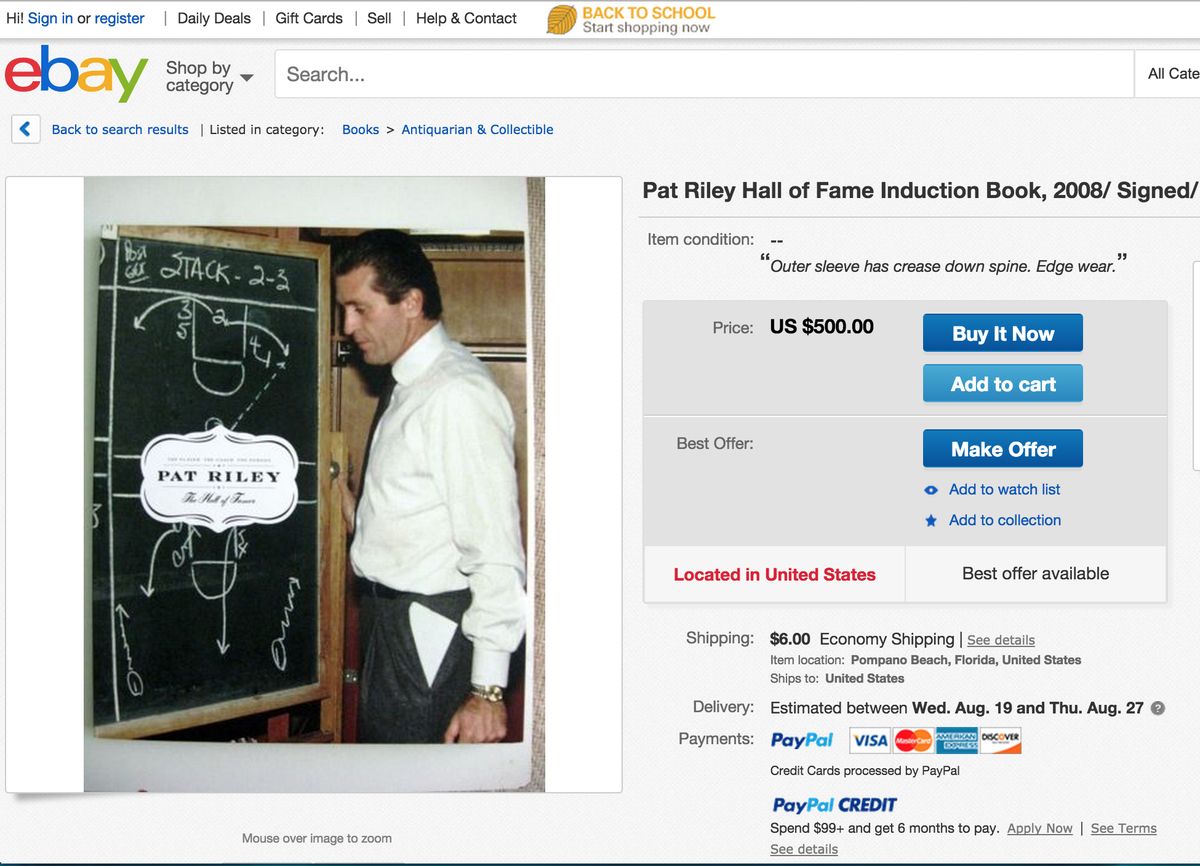 Hi! Sign in or register | Daily Deals | Gift Cards | Sell | Help & Contact
BACK TO SCHOOL
Start shopping now
ebay
Shop by
category
Search...
All Cate
Back to search results | Listed in category: Books > Antiquarian & Collectible
Pat Riley Hall of Fame Induction Book, 2008/ Signed/
Item condition: --
“Outer sleeve has crease down spine. Edge wear.”
Price: US $500.00
Buy It Now
Add to cart
Best Offer:
Make Offer
Add to watch list
Add to collection
Located in United States
Best offer available
Shipping: $6.00 Economy Shipping | See details
Item location: Pompano Beach, Florida, United States
Ships to: United States
Delivery: Estimated between Wed. Aug. 19 and Thu. Aug. 27 ?
Payments: PayPal VISA MasterCard AMERICAN EXPRESS DISCOVER
Credit Cards processed by PayPal
PayPal CREDIT
Spend $99+ and get 6 months to pay. Apply Now | See Terms
See details
STACK - 2-3
3
2
4
PAT RILEY
The Hall of Famer
Mouse over image to zoom